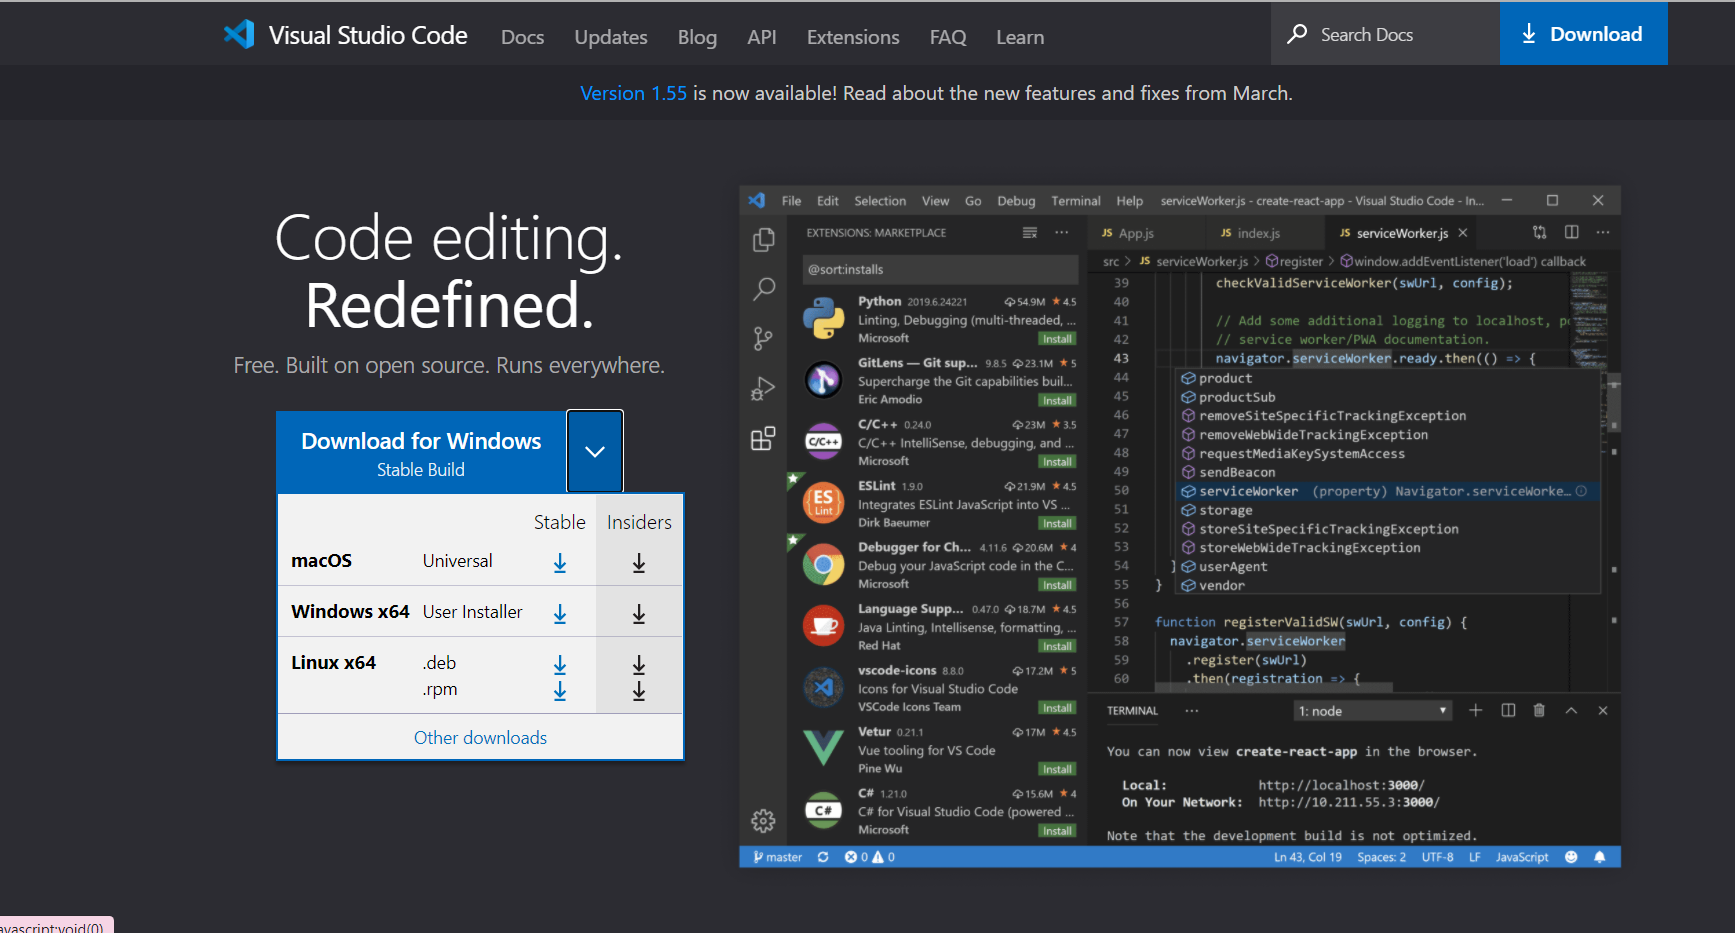 Visual Studio Code Docs Updates Blog API Extensions FAQ Learn Search Docs Download
Version 1.55 is now available! Read about the new features and fixes from March.
Code editing.
Redefined.
Free. Built on open source. Runs everywhere.
Download for Windows
Stable Build
Stable Insiders
macOS Universal
Windows x64 User Installer
Linux x64 .deb
.rpm
Other downloads
File Edit Selection View Go Debug Terminal Help serviceWorker.js - create-react-app - Visual Studio Code - In...
EXTENSIONS: MARKETPLACE
@sort:installs
Python 2019.6.24221 54.9M 4.5
Linting, Debugging (multi-threaded, ...
Microsoft Install
GitLens — Git sup... 9.8.5 23.1M 5
Supercharge the Git capabilities buil...
Eric Amodio Install
C/C++ 0.24.0 23M 3.5
C/C++ IntelliSense, debugging, and ...
Microsoft Install
ESLint 1.9.0 21.9M 4.5
Integrates ESLint JavaScript into VS ...
Dirk Baeumer Install
Debugger for Ch... 4.11.6 20.6M 4
Debug your JavaScript code in the C...
Microsoft Install
Language Supp... 0.47.0 18.7M 4.5
Java Linting, Intellisense, formatting, ...
Red Hat Install
vscode-icons 8.8.0 17.2M 5
Icons for Visual Studio Code
VSCode Icons Team Install
Vetur 0.21.1 17M 4.5
Vue tooling for VS Code
Pine Wu Install
C# 1.21.0 15.6M 4
C# for Visual Studio Code (powered ...
Microsoft Install
C/C++
ES
Lint
C#
JS App.js JS index.js JS serviceWorker.js
src > JS serviceWorker.js > register > window.addEventListener('load') callback
39 checkValidServiceWorker(swUrl, config);
40
41 // Add some additional logging to localhost, po
42 // service worker/PWA documentation.
43 navigator.serviceWorker.ready.then(() => {
44 product
45 productSub
46 removeSiteSpecificTrackingException
47 removeWebWideTrackingException
48 requestMediaKeySystemAccess
49 sendBeacon
50 serviceWorker (property) Navigator.serviceWorke...
51 storage
52 storeSiteSpecificTrackingException
53 storeWebWideTrackingException
54 } userAgent
55 } vendor
56
57 function registerValidSW(swUrl, config) {
58 navigator.serviceWorker
59 .register(swUrl)
60 .then(registration => {
TERMINAL ... 1: node
You can now view create-react-app in the browser.
Local: http://localhost:3000/
On Your Network: http://10.211.55.3:3000/
Note that the development build is not optimized.
master 0 0 Ln 43, Col 19 Spaces: 2 UTF-8 LF JavaScript
avascript:void(0)